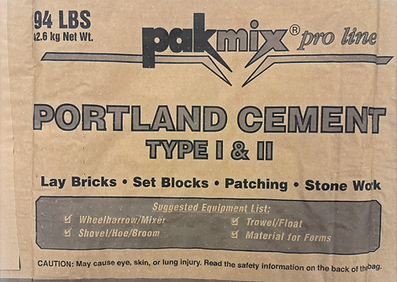 94 LBS
42.6 kg Net Wt.
pakmix® pro line
PORTLAND CEMENT
TYPE I & II
Lay Bricks • Set Blocks • Patching • Stone Work
Suggested Equipment List:
Wheelbarrow/Mixer
Trowel/Float
Shovel/Hoe/Broom
Material for Forms
CAUTION: May cause eye, skin, or lung injury. Read the safety information on the back of the bag.